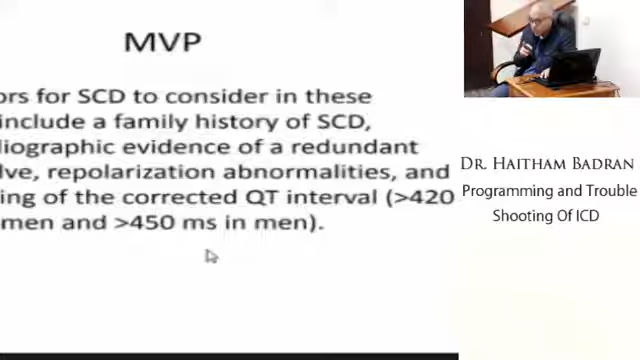 MVP
ors for SCD to consider in these
include a family history of SCD,
diographic evidence of a redundant
lve, repolarization abnormalities, and
ing of the corrected QT interval (>420
men and >450 ms in men).
DR. HAITHAM BADRAN
Programming and Trouble
Shooting Of ICD